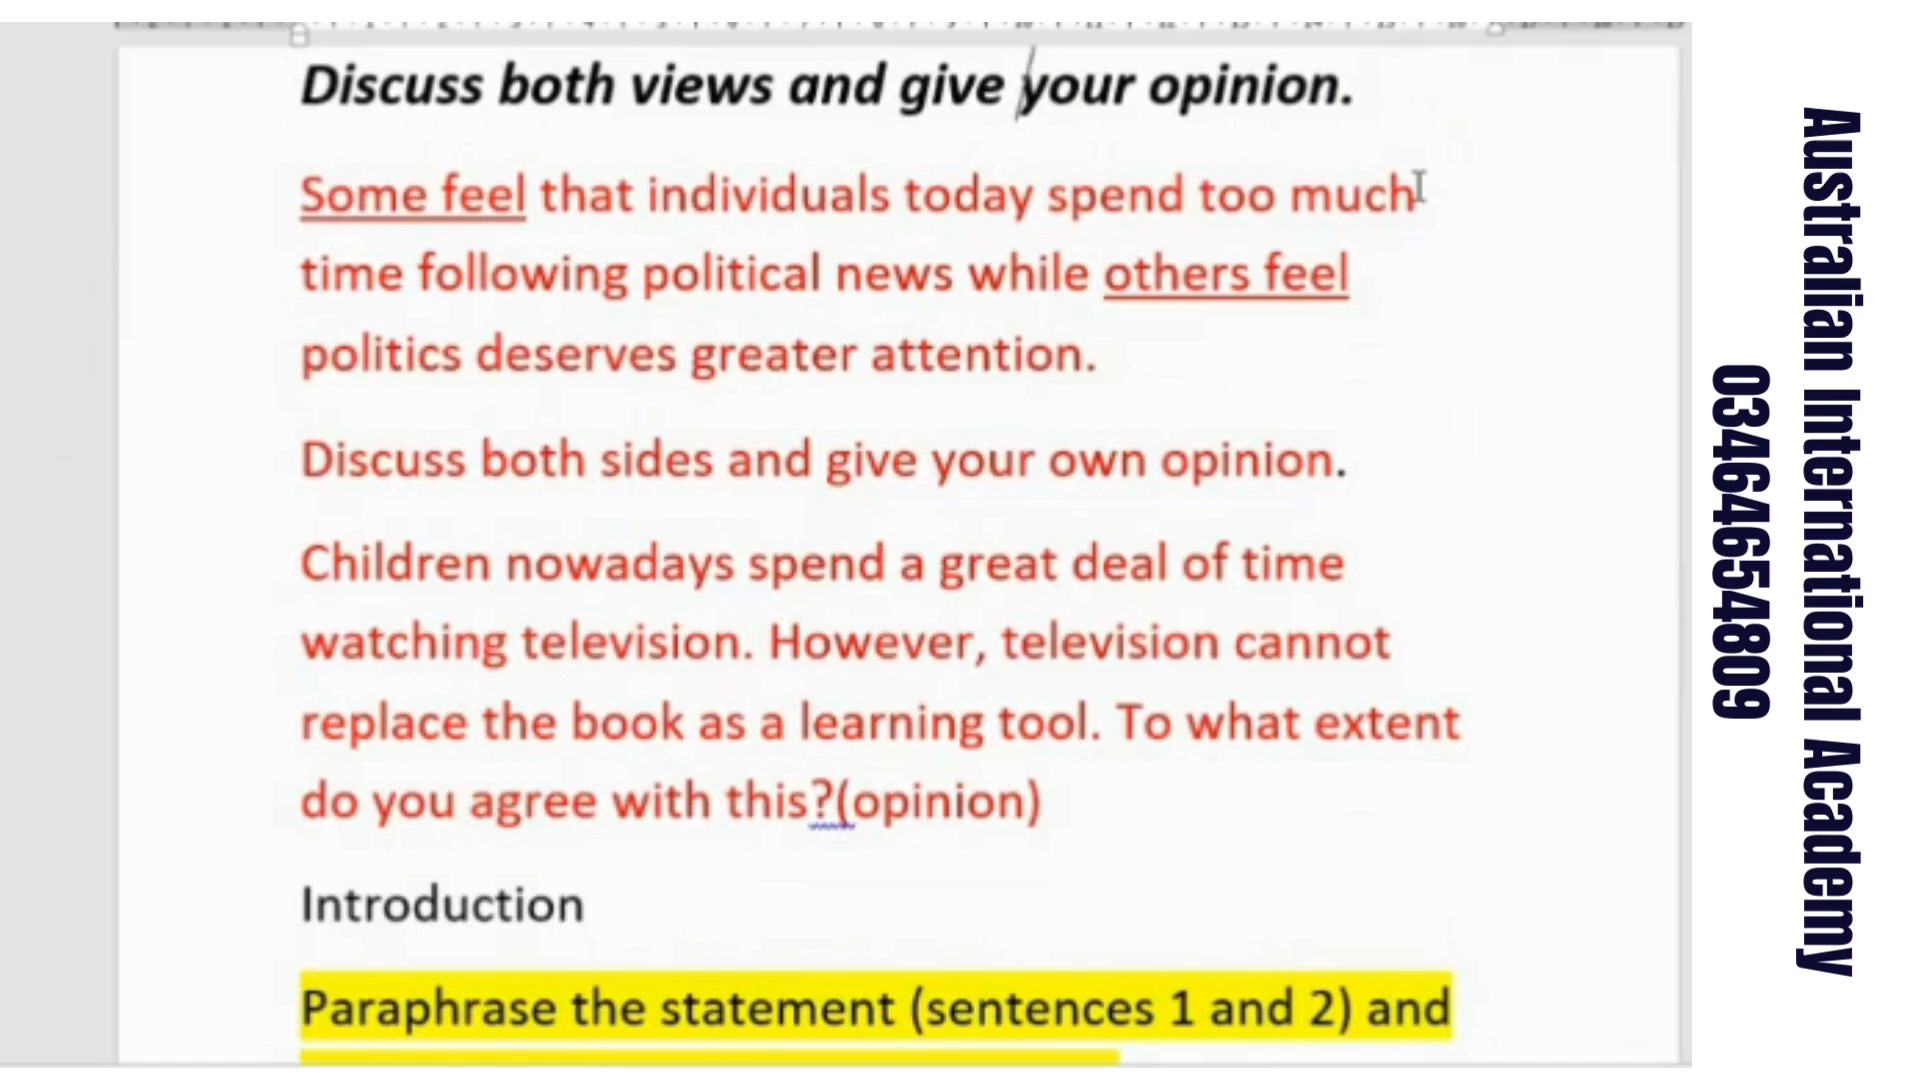 Discuss both views and give your opinion.
Some feel that individuals today spend too much
time following political news while others feel
politics deserves greater attention.
Discuss both sides and give your own opinion.
Children nowadays spend a great deal of time
watching television. However, television cannot
replace the book as a learning tool. To what extent
do you agree with this?(opinion)
Introduction
Paraphrase the statement (sentences 1 and 2) and
Australian International Academy
03464654809